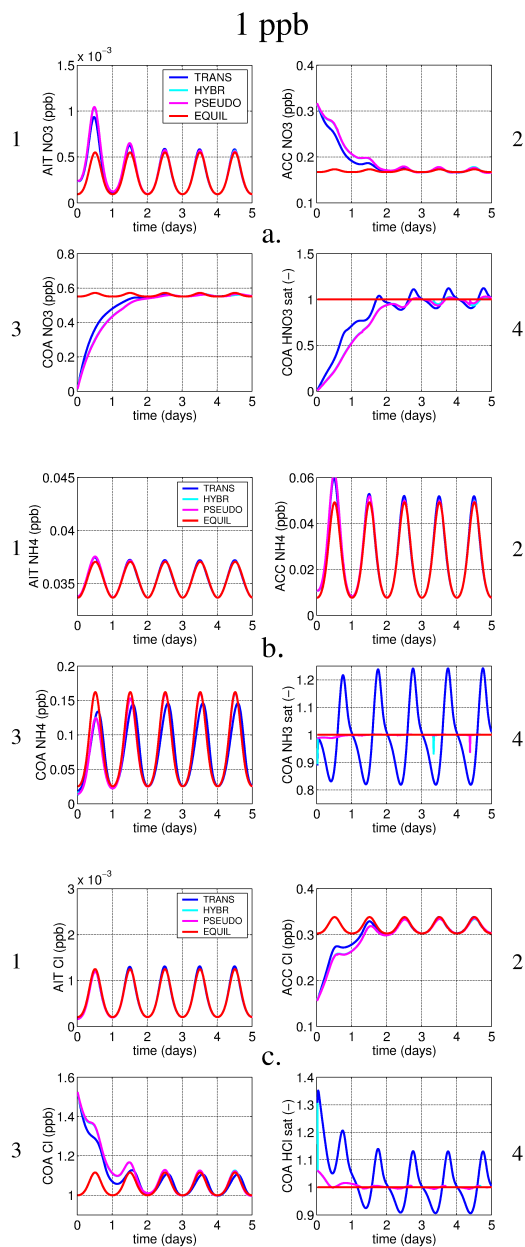 1 ppb
x 10⁻³
1.5
1
0.5
0
AIT NO3 (ppb)
TRANS
HYBR
PSEUDO
EQUIL
0 1 2 3 4 5
time (days)
1
0.4
0.3
0.2
0.1
ACC NO3 (ppb)
0 1 2 3 4 5
time (days)
2
a.
0.8
0.6
0.4
0.2
0
COA NO3 (ppb)
0 1 2 3 4 5
time (days)
3
1.5
1
0.5
0
COA HNO3 sat (−)
0 1 2 3 4 5
time (days)
4
0.045
0.04
0.035
AIT NH4 (ppb)
TRANS
HYBR
PSEUDO
EQUIL
0 1 2 3 4 5
time (days)
1
0.06
0.04
0.02
0
ACC NH4 (ppb)
0 1 2 3 4 5
time (days)
2
b.
0.2
0.15
0.1
0.05
0
COA NH4 (ppb)
0 1 2 3 4 5
time (days)
3
1.2
1.1
1
0.9
0.8
COA NH3 sat (−)
0 1 2 3 4 5
time (days)
4
x 10⁻³
3
2
1
0
AIT Cl (ppb)
TRANS
HYBR
PSEUDO
EQUIL
0 1 2 3 4 5
time (days)
1
0.4
0.3
0.2
0.1
ACC Cl (ppb)
0 1 2 3 4 5
time (days)
2
c.
1.6
1.4
1.2
1
COA Cl (ppb)
0 1 2 3 4 5
time (days)
3
1.4
1.3
1.2
1.1
1
0.9
COA HCl sat (−)
0 1 2 3 4 5
time (days)
4